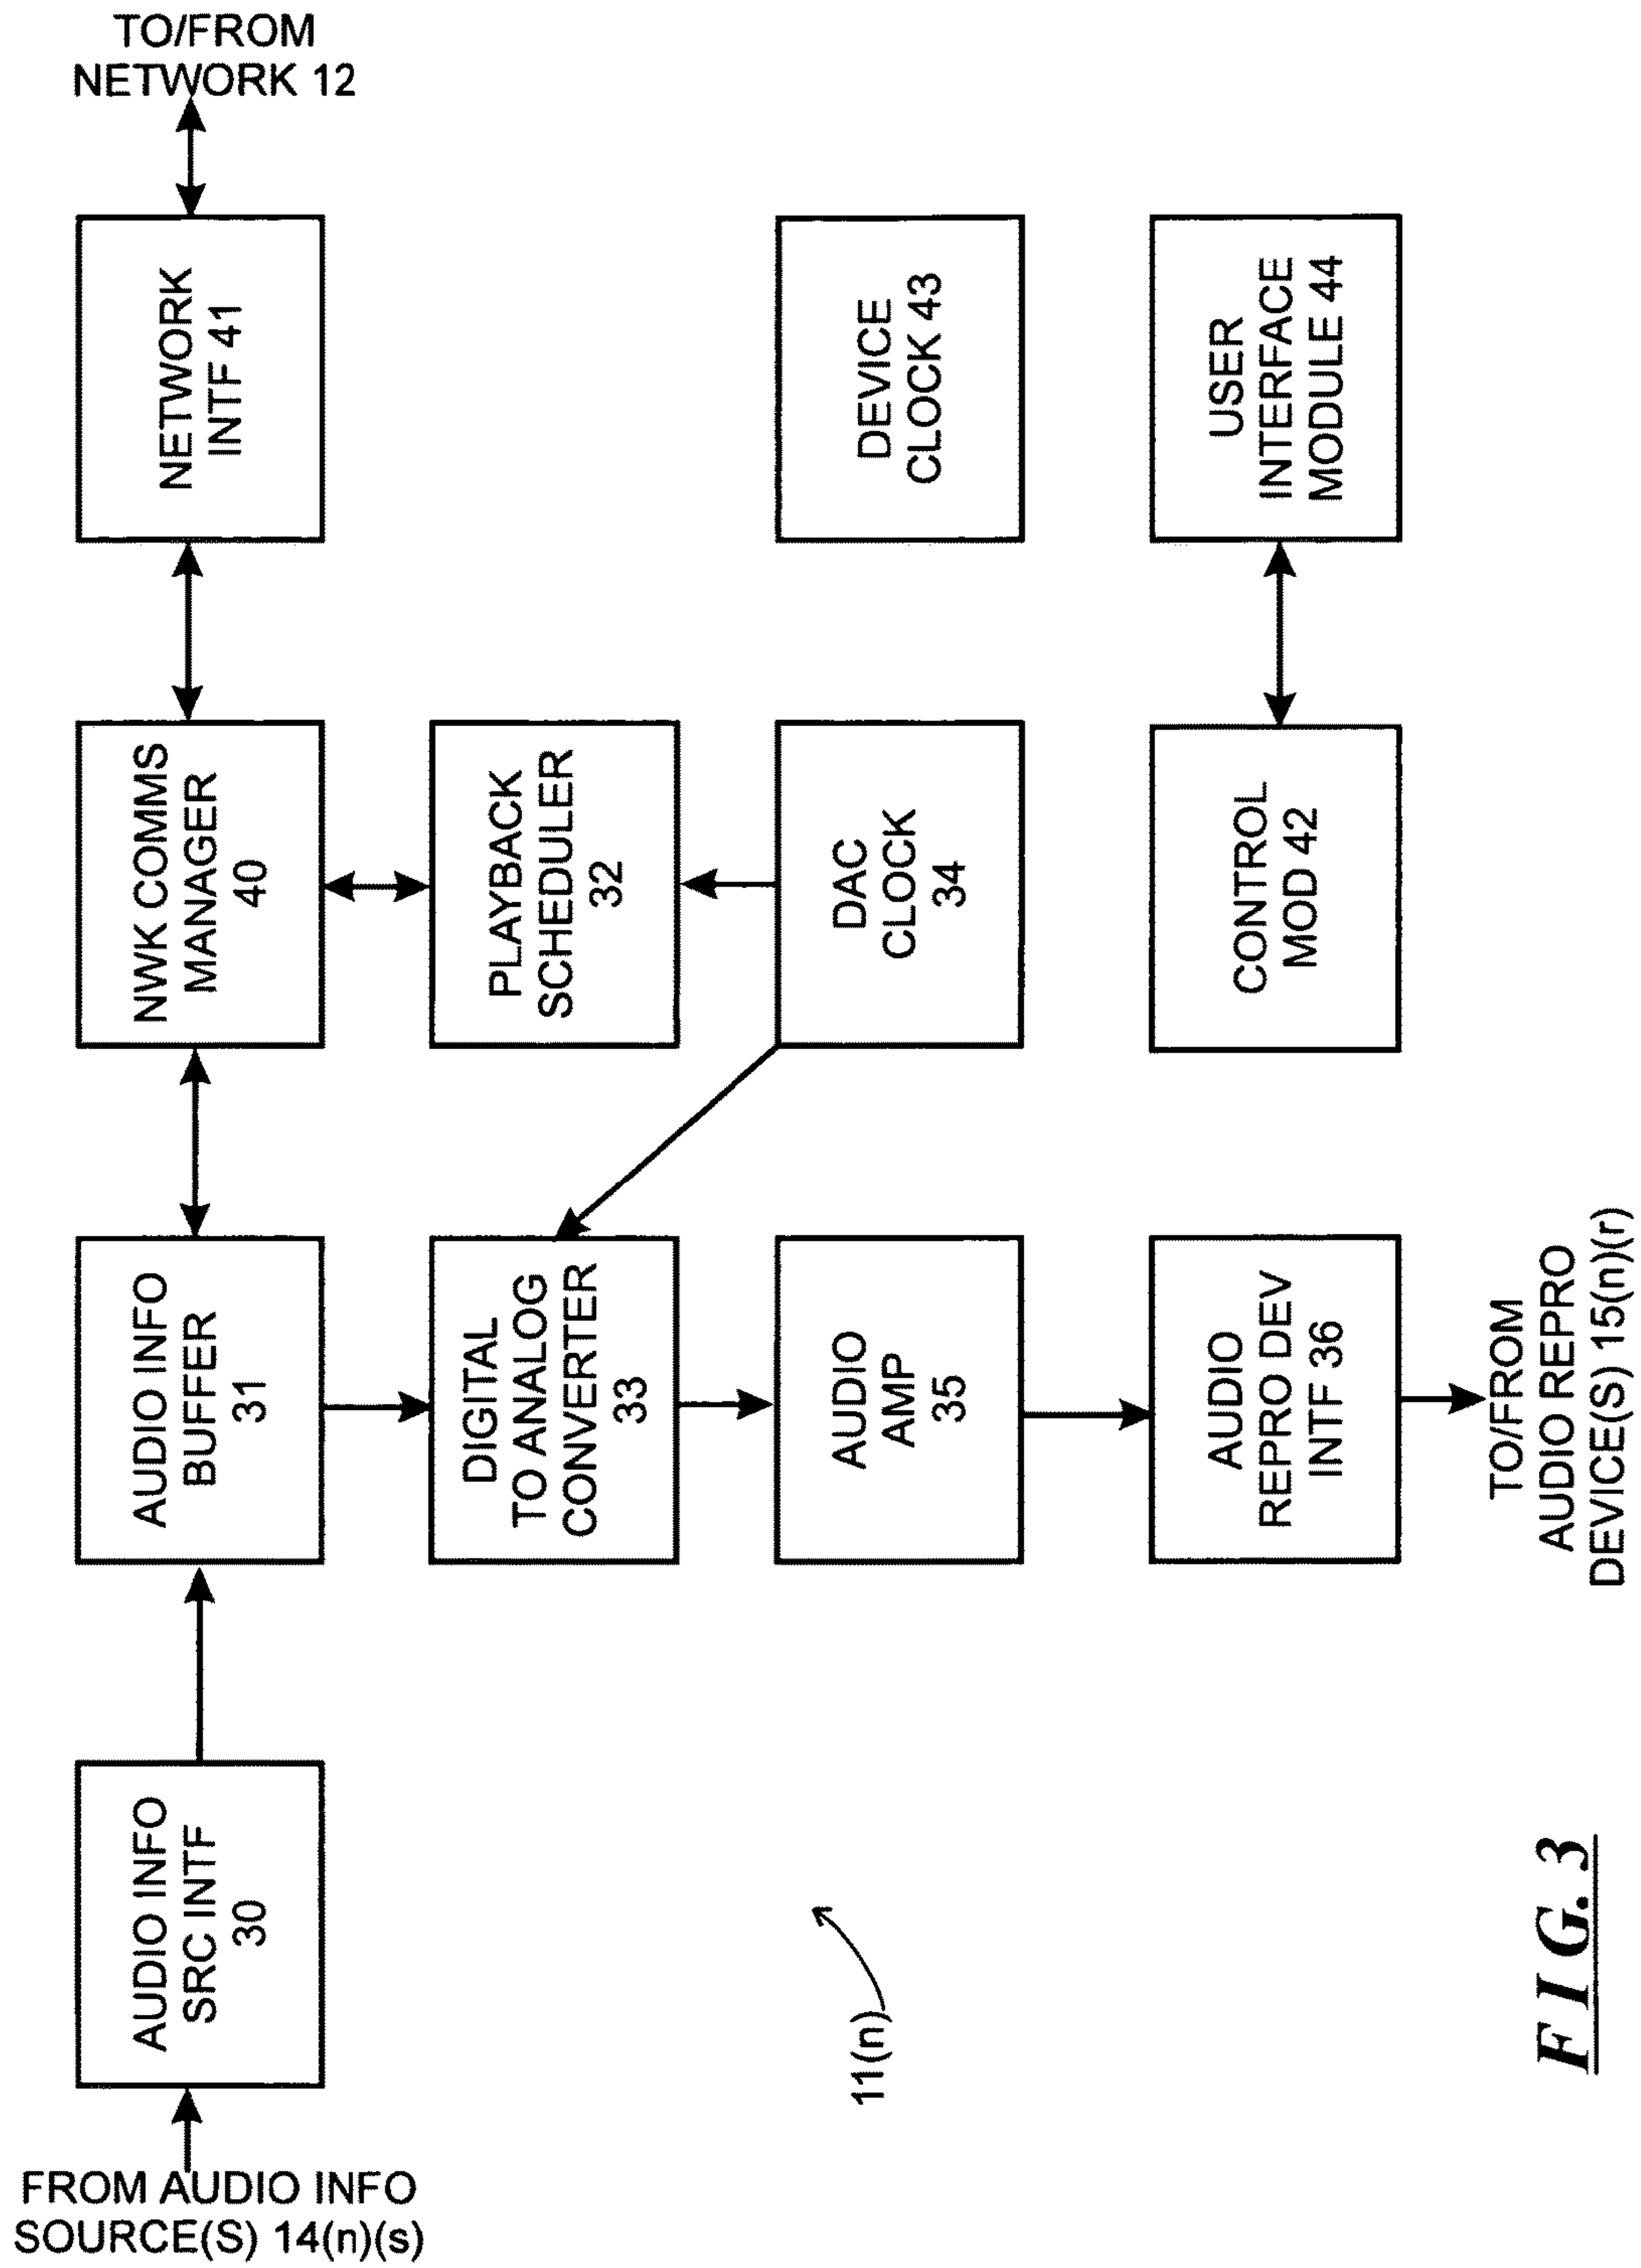 FROM AUDIO INFO
SOURCE(S) 14(n)(s)
AUDIO INFO
SRC INTF
30
AUDIO INFO
BUFFER
31
NWK COMMS
MANAGER
40
NETWORK
INTF 41
TO/FROM
NETWORK 12
DIGITAL
TO ANALOG
CONVERTER
33
PLAYBACK
SCHEDULER
32
11(n)
AUDIO
AMP
35
DAC
CLOCK
34
DEVICE
CLOCK 43
AUDIO
REPRO DEV
INTF 36
CONTROL
MOD 42
USER
INTERFACE
MODULE 44
TO/FROM
AUDIO REPRO
DEVICE(S) 15(n)(r)
FIG. 3